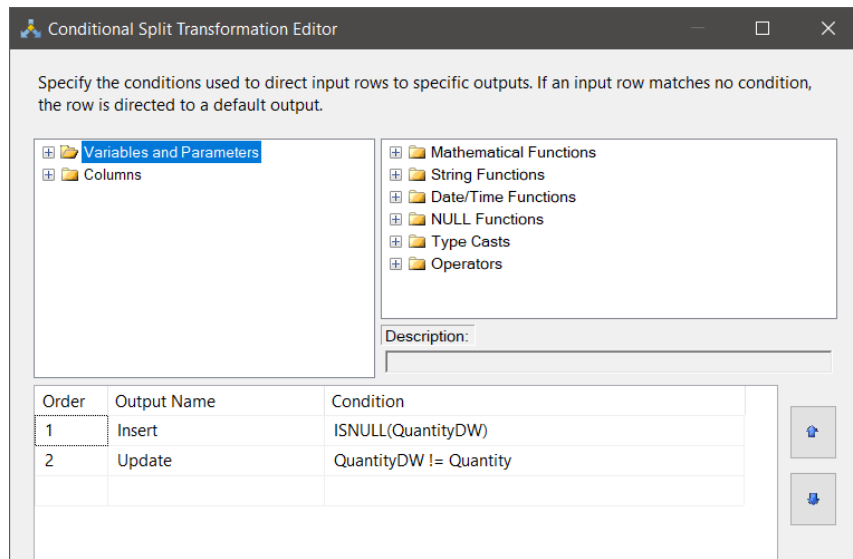 Conditional Split Transformation Editor
Specify the conditions used to direct input rows to specific outputs. If an input row matches no condition,
the row is directed to a default output.
Variables and Parameters
Columns
Mathematical Functions
String Functions
Date/Time Functions
NULL Functions
Type Casts
Operators
Description:
Order Output Name Condition
1 Insert ISNULL(QuantityDW)
2 Update QuantityDW != Quantity